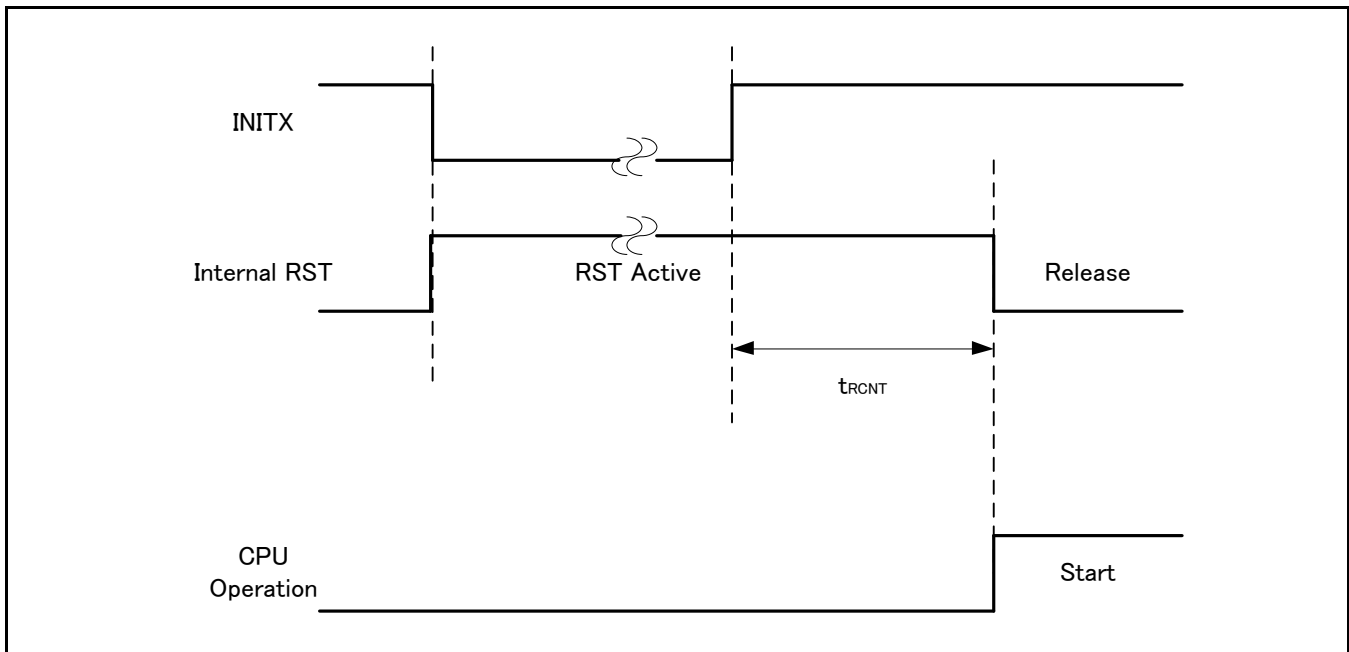 INITX
Internal RST
RST Active
Release
tRCNT
CPU
Operation
Start